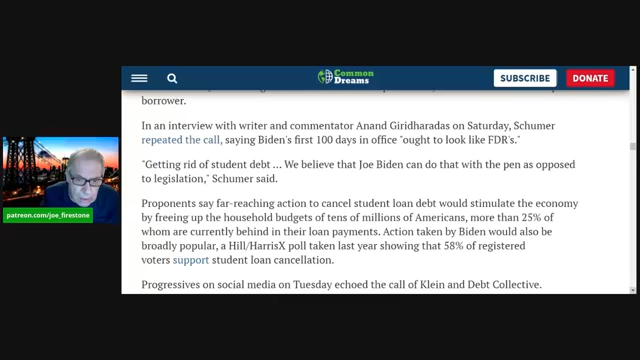 Common
Dreams
SUBSCRIBE
DONATE
borrower.
In an interview with writer and commentator Anand Giridharadas on Saturday, Schumer
repeated the call, saying Biden's first 100 days in office "ought to look like FDR's."
"Getting rid of student debt ... We believe that Joe Biden can do that with the pen as opposed
to legislation," Schumer said.
Proponents say far-reaching action to cancel student loan debt would stimulate the economy
by freeing up the household budgets of tens of millions of Americans, more than 25% of
whom are currently behind in their loan payments. Action taken by Biden would also be
broadly popular, a Hill/HarrisX poll taken last year showing that 58% of registered
voters support student loan cancellation.
Progressives on social media on Tuesday echoed the call of Klein and Debt Collective.
patreon.com/joe_firestone